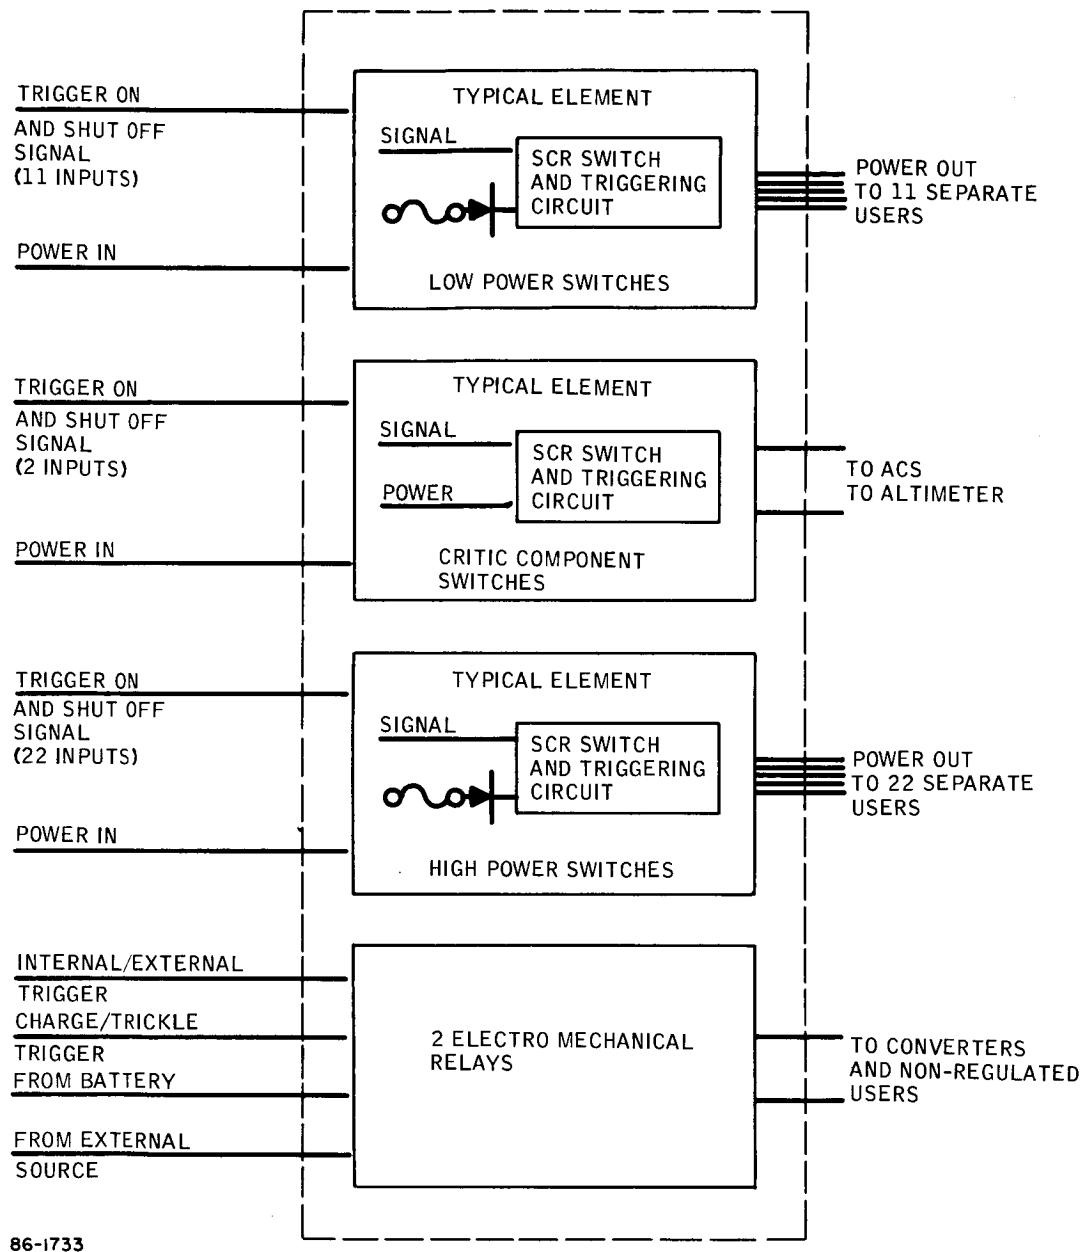 TRIGGER ON
AND SHUT OFF
SIGNAL
(11 INPUTS)
POWER IN
TYPICAL ELEMENT
SIGNAL
SCR SWITCH
AND TRIGGERING
CIRCUIT
LOW POWER SWITCHES
POWER OUT
TO 11 SEPARATE
USERS
TRIGGER ON
AND SHUT OFF
SIGNAL
(2 INPUTS)
POWER IN
TYPICAL ELEMENT
SIGNAL
POWER
SCR SWITCH
AND TRIGGERING
CIRCUIT
CRITIC COMPONENT
SWITCHES
TO ACS
TO ALTIMETER
TRIGGER ON
AND SHUT OFF
SIGNAL
(22 INPUTS)
POWER IN
TYPICAL ELEMENT
SIGNAL
SCR SWITCH
AND TRIGGERING
CIRCUIT
HIGH POWER SWITCHES
POWER OUT
TO 22 SEPARATE
USERS
INTERNAL/EXTERNAL
TRIGGER
CHARGE/TRICKLE
TRIGGER
FROM BATTERY
FROM EXTERNAL
SOURCE
2 ELECTRO MECHANICAL
RELAYS
TO CONVERTERS
AND NON-REGULATED
USERS
86-1733